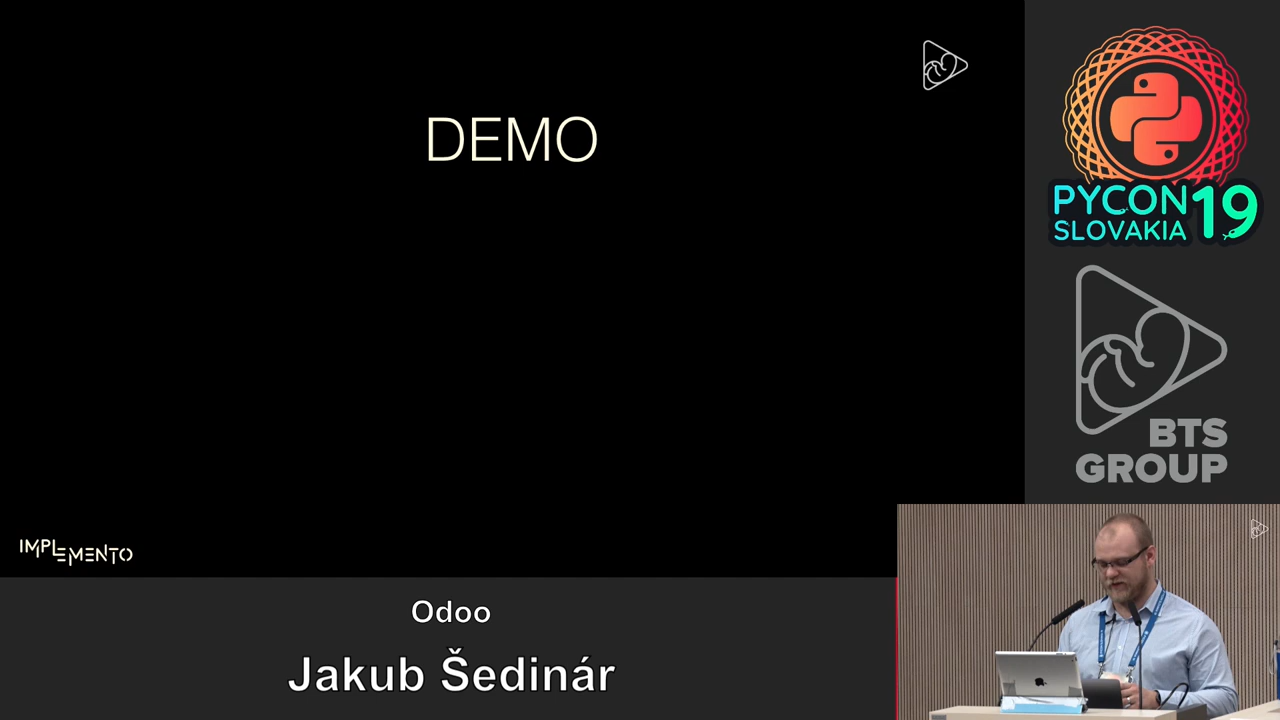 DEMO
IMPLEMENTO
PYCON 19
SLOVAKIA
BTS
GROUP
Odoo
Jakub Šedinár